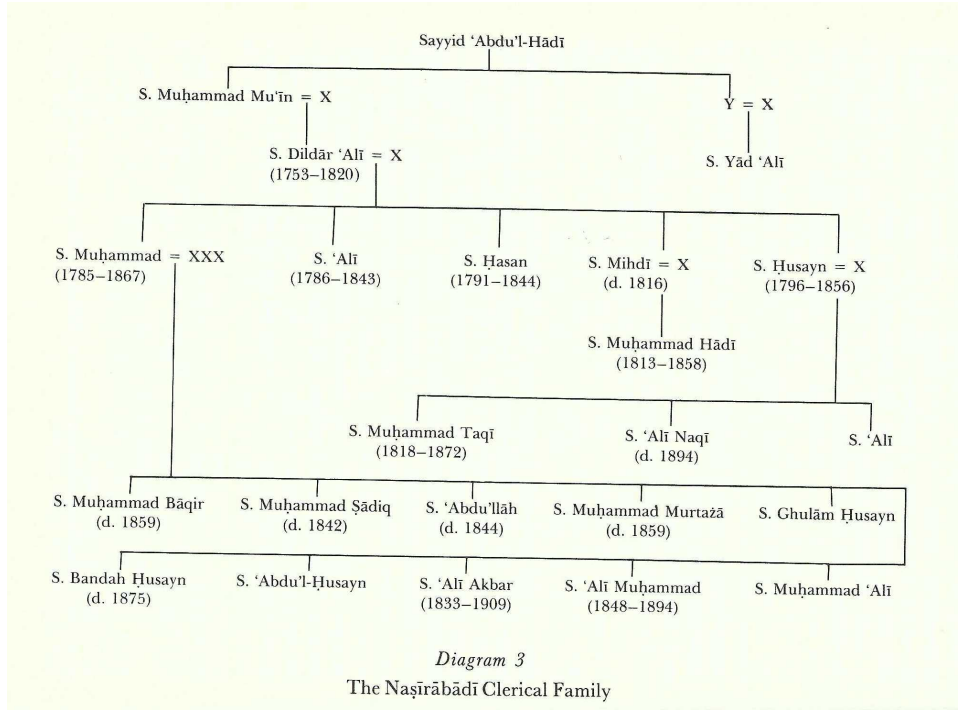 Sayyid ‘Abdu’l-Hādī
S. Muḥammad Mu‘īn = X
Y = X
S. Dildār ‘Alī = X
(1753–1820)
S. Yād ‘Alī
S. Muḥammad = XXX
(1785–1867)
S. ‘Alī
(1786–1843)
S. Ḥasan
(1791–1844)
S. Mihdī = X
(d. 1816)
S. Ḥusayn = X
(1796–1856)
S. Muḥammad Hādī
(1813–1858)
S. Muḥammad Taqī
(1818–1872)
S. ‘Alī Naqī
(d. 1894)
S. ‘Alī
S. Muḥammad Bāqir
(d. 1859)
S. Muḥammad Ṣādiq
(d. 1842)
S. ‘Abdu’llāh
(d. 1844)
S. Muḥammad Murtażā
(d. 1859)
S. Ghulām Ḥusayn
S. Bandah Ḥusayn
(d. 1875)
S. ‘Abdu’l-Ḥusayn
S. ‘Alī Akbar
(1833–1909)
S. ‘Alī Muḥammad
(1848–1894)
S. Muḥammad ‘Alī
Diagram 3
The Naṣīrābādī Clerical Family